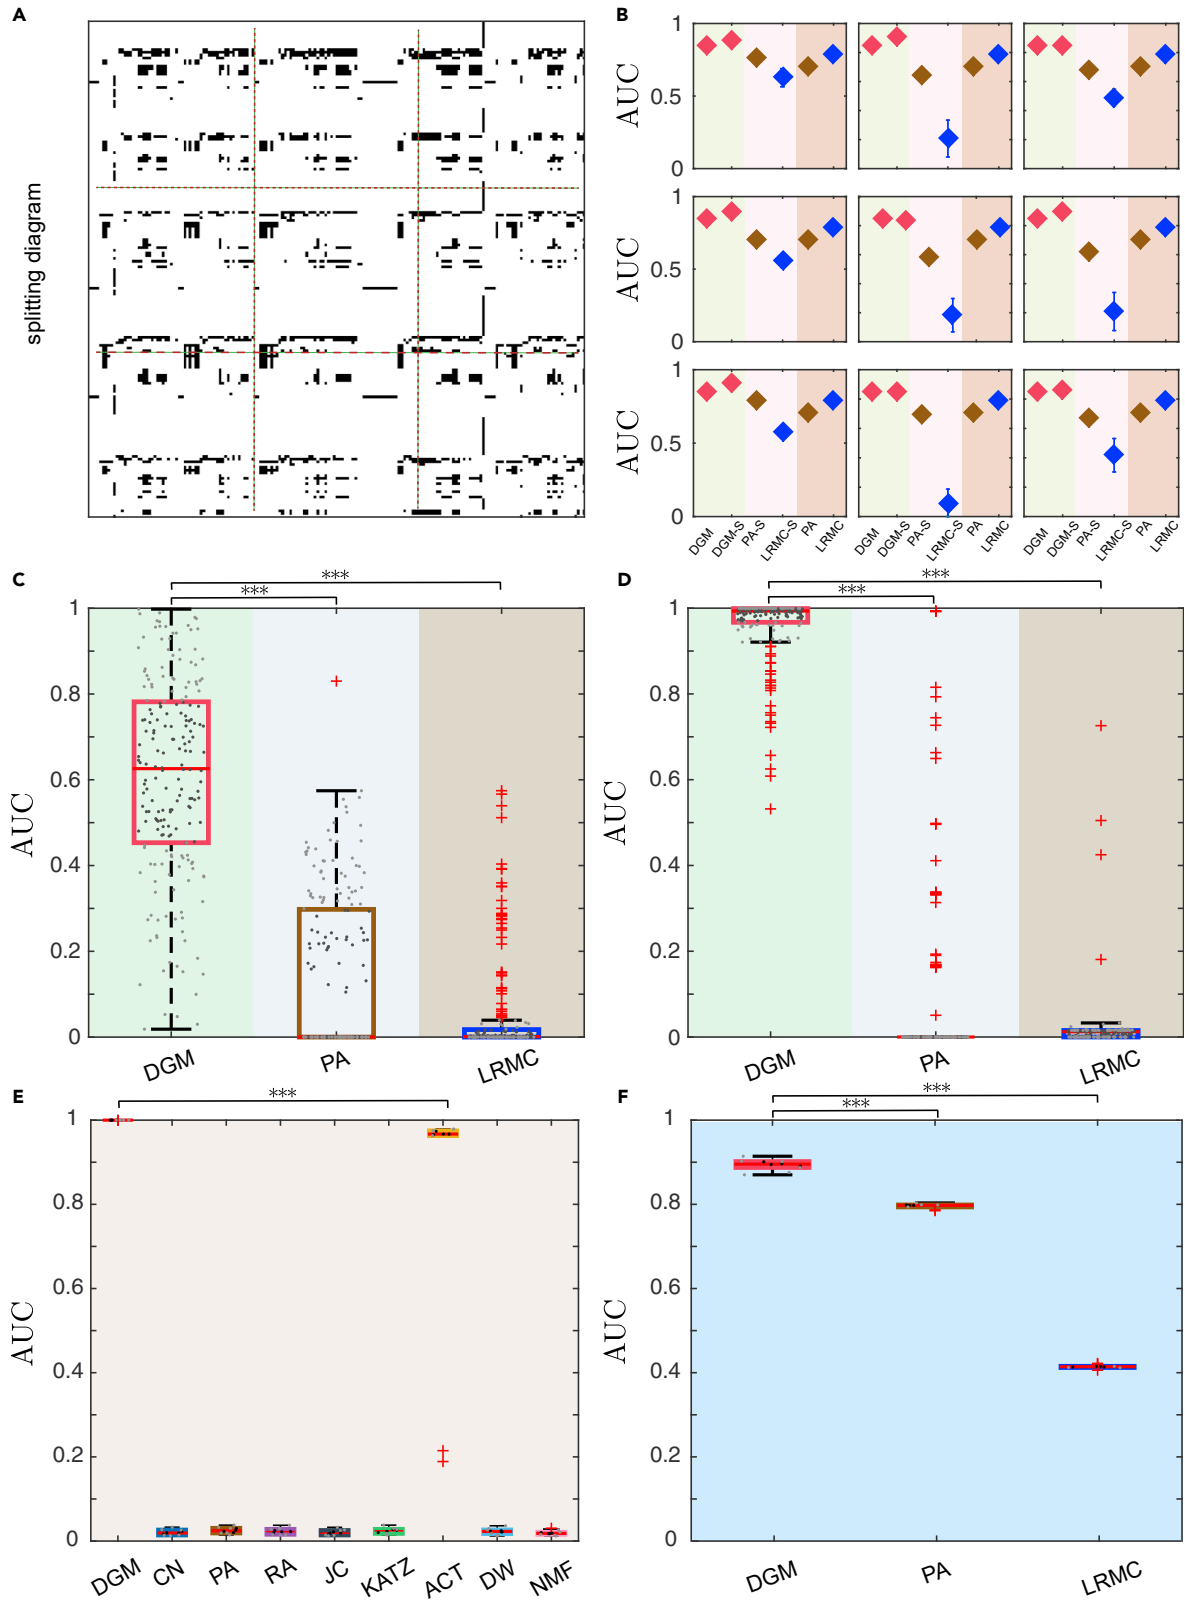 A
splitting diagram
B
AUC
1
0.5
0
AUC
1
0.5
0
AUC
1
0.5
0
DGM DGM-S PA-S LRMC-S PA LRMC
DGM DGM-S PA-S LRMC-S PA LRMC
DGM DGM-S PA-S LRMC-S PA LRMC
C
***
***
AUC
1
0.8
0.6
0.4
0.2
0
DGM PA LRMC
D
***
***
AUC
1
0.8
0.6
0.4
0.2
0
DGM PA LRMC
E
***
AUC
1
0.8
0.6
0.4
0.2
0
DGM CN PA RA JC KATZ ACT DW NMF
F
***
***
AUC
1
0.8
0.6
0.4
0.2
0
DGM PA LRMC